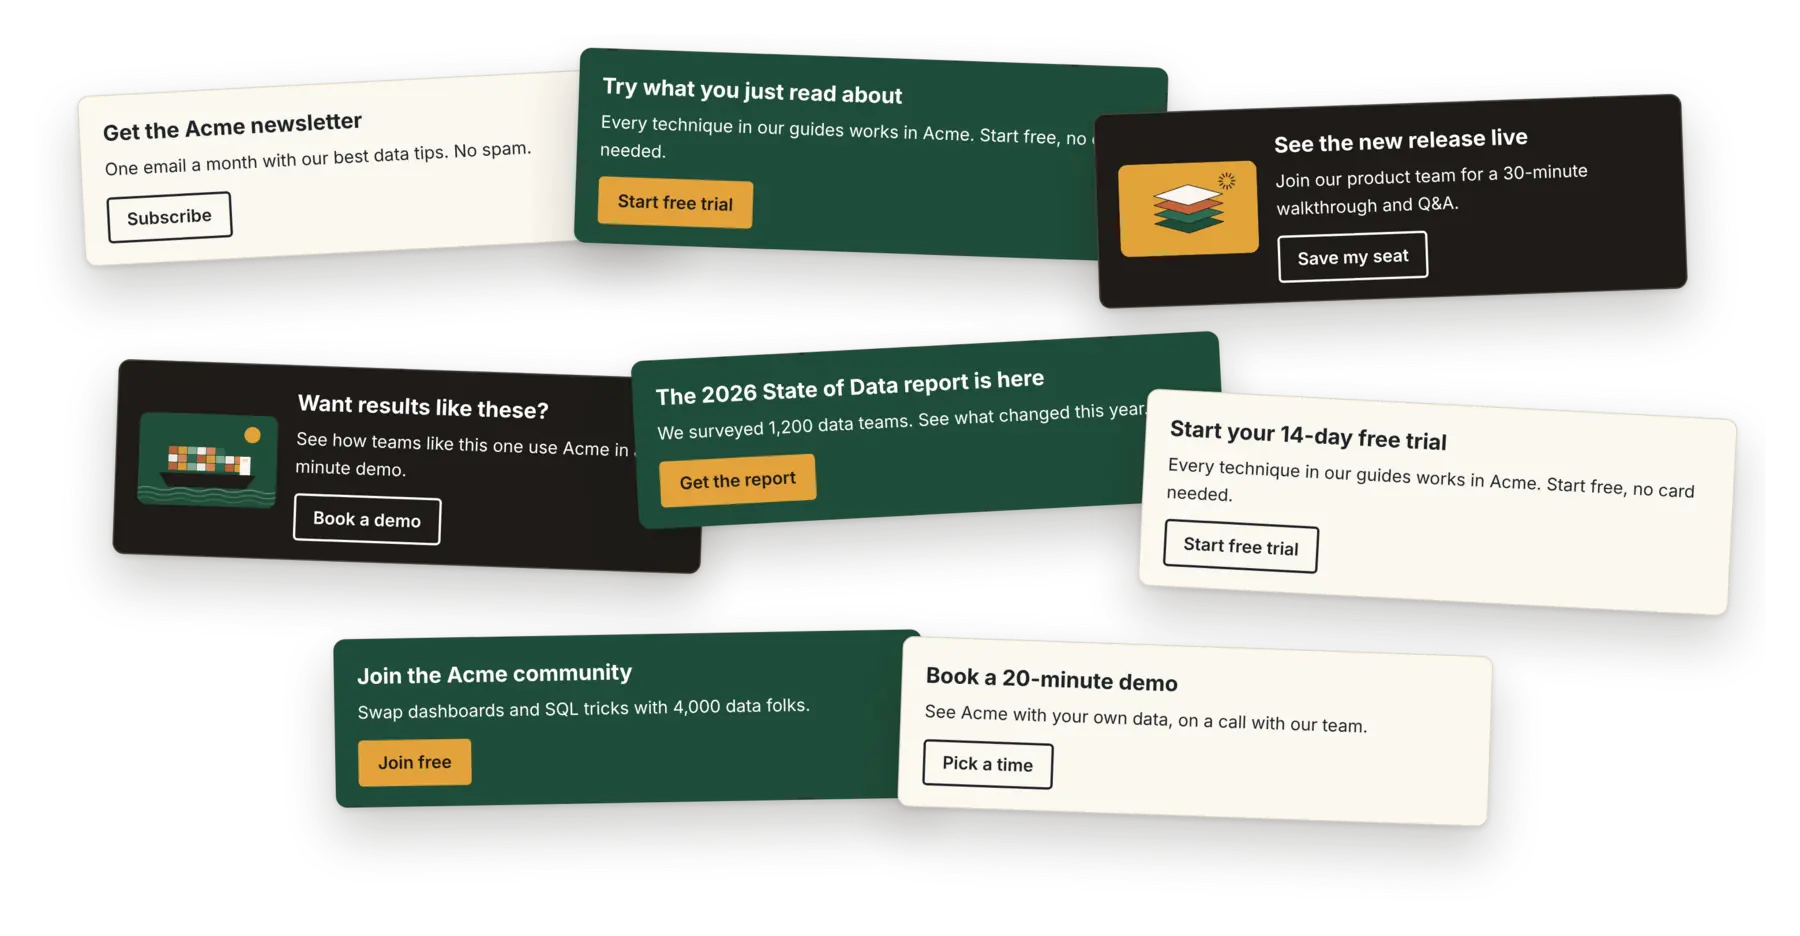 Get the Acme newsletter
One email a month with our best data tips. No spam.
Subscribe
Try what you just read about
Every technique in our guides works in Acme. Start free, no
needed.
Start free trial
See the new release live
Join our product team for a 30-minute
walkthrough and Q&A.
Save my seat
Want results like these?
See how teams like this one use Acme in
minute demo.
Book a demo
The 2026 State of Data report is here
We surveyed 1,200 data teams. See what changed this year.
Get the report
Start your 14-day free trial
Every technique in our guides works in Acme. Start free, no card
needed.
Start free trial
Join the Acme community
Swap dashboards and SQL tricks with 4,000 data folks.
Join free
Book a 20-minute demo
See Acme with your own data, on a call with our team.
Pick a time